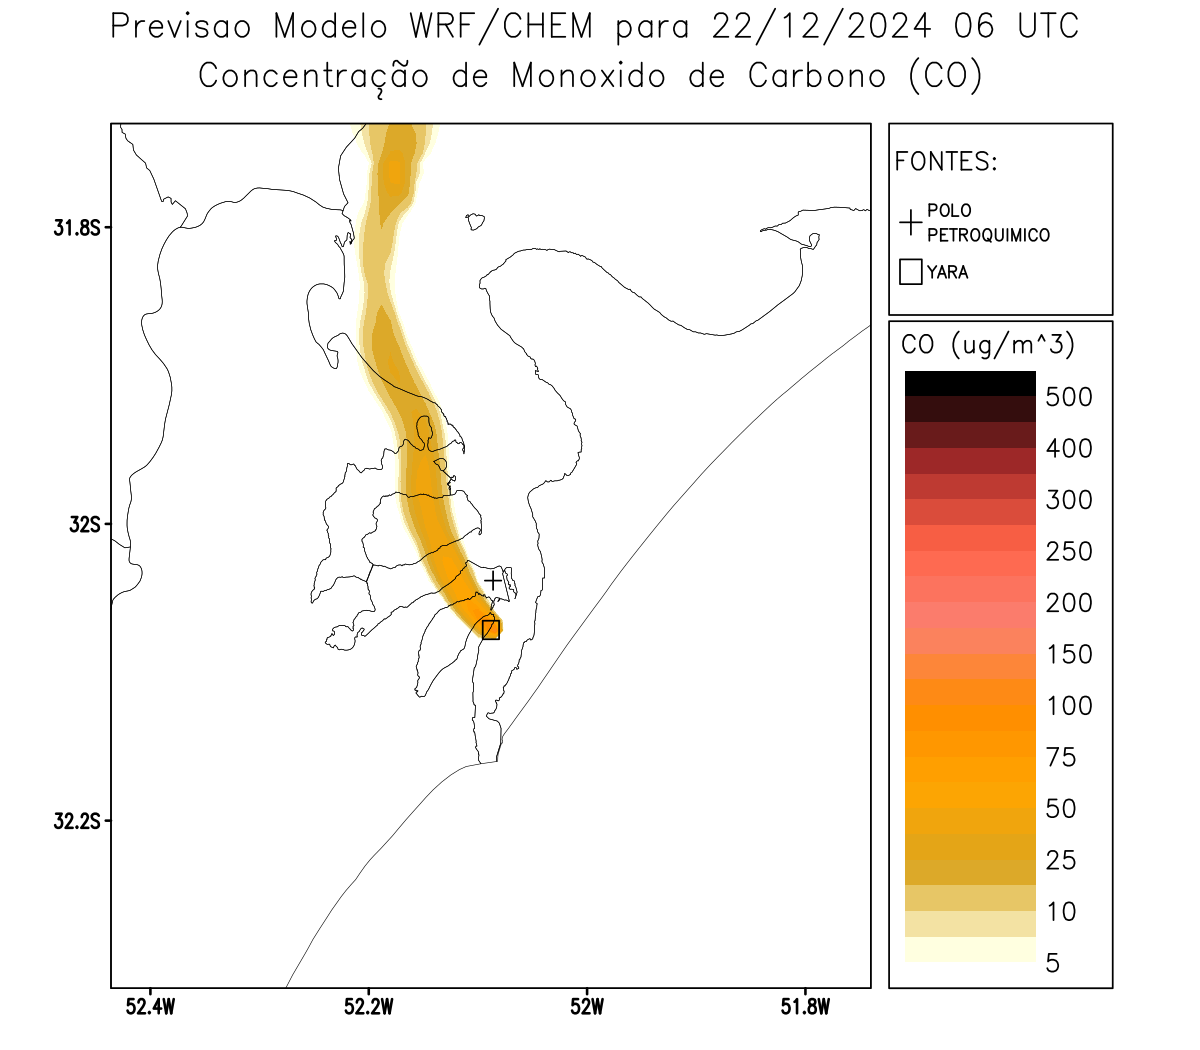 Previsao Modelo WRF/CHEM para 22/12/2024 06 UTC
Concentração de Monoxido de Carbono (CO)
FONTES:
POLO
PETROQUIMICO
YARA
CO (ug/m^3)
500
400
300
250
200
150
100
75
50
25
10
5
31.8S
32S
32.2S
52.4W
52.2W
52W
51.8W